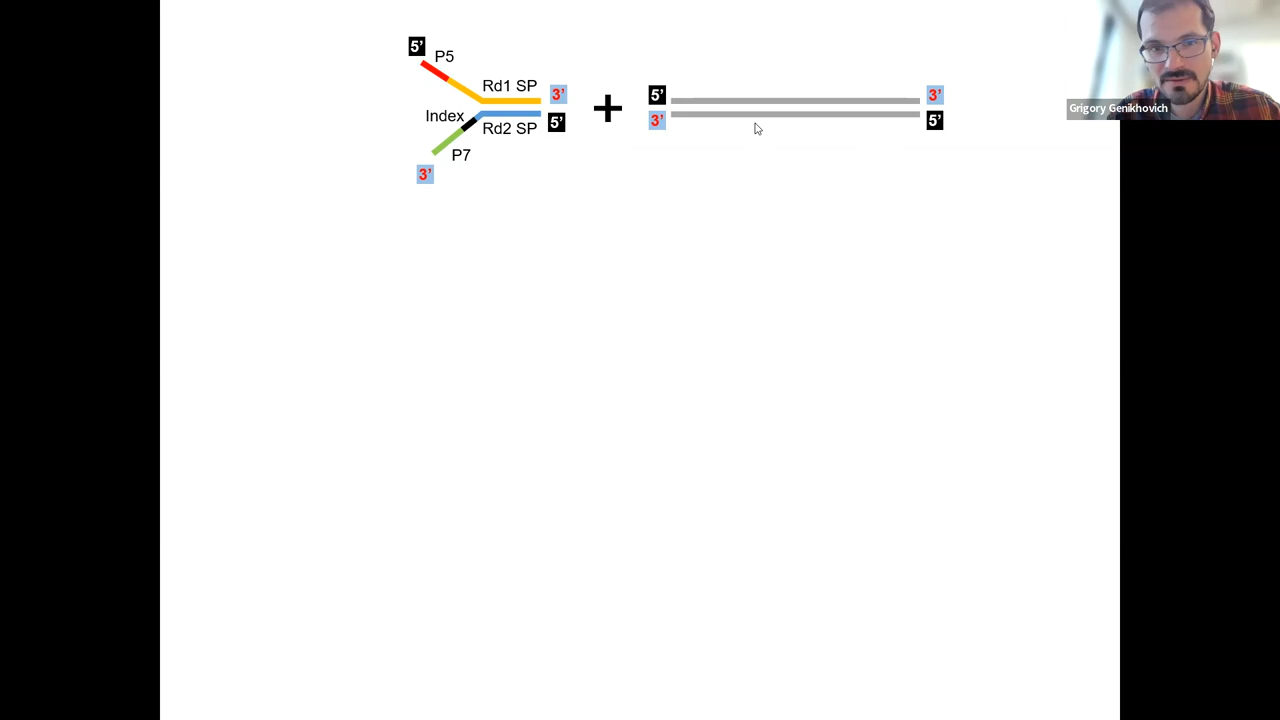 5’
P5
Rd1 SP
3’
Index
Rd2 SP
5’
P7
3’
+
5’
3’
3’
5’
Grigory Genikhovich